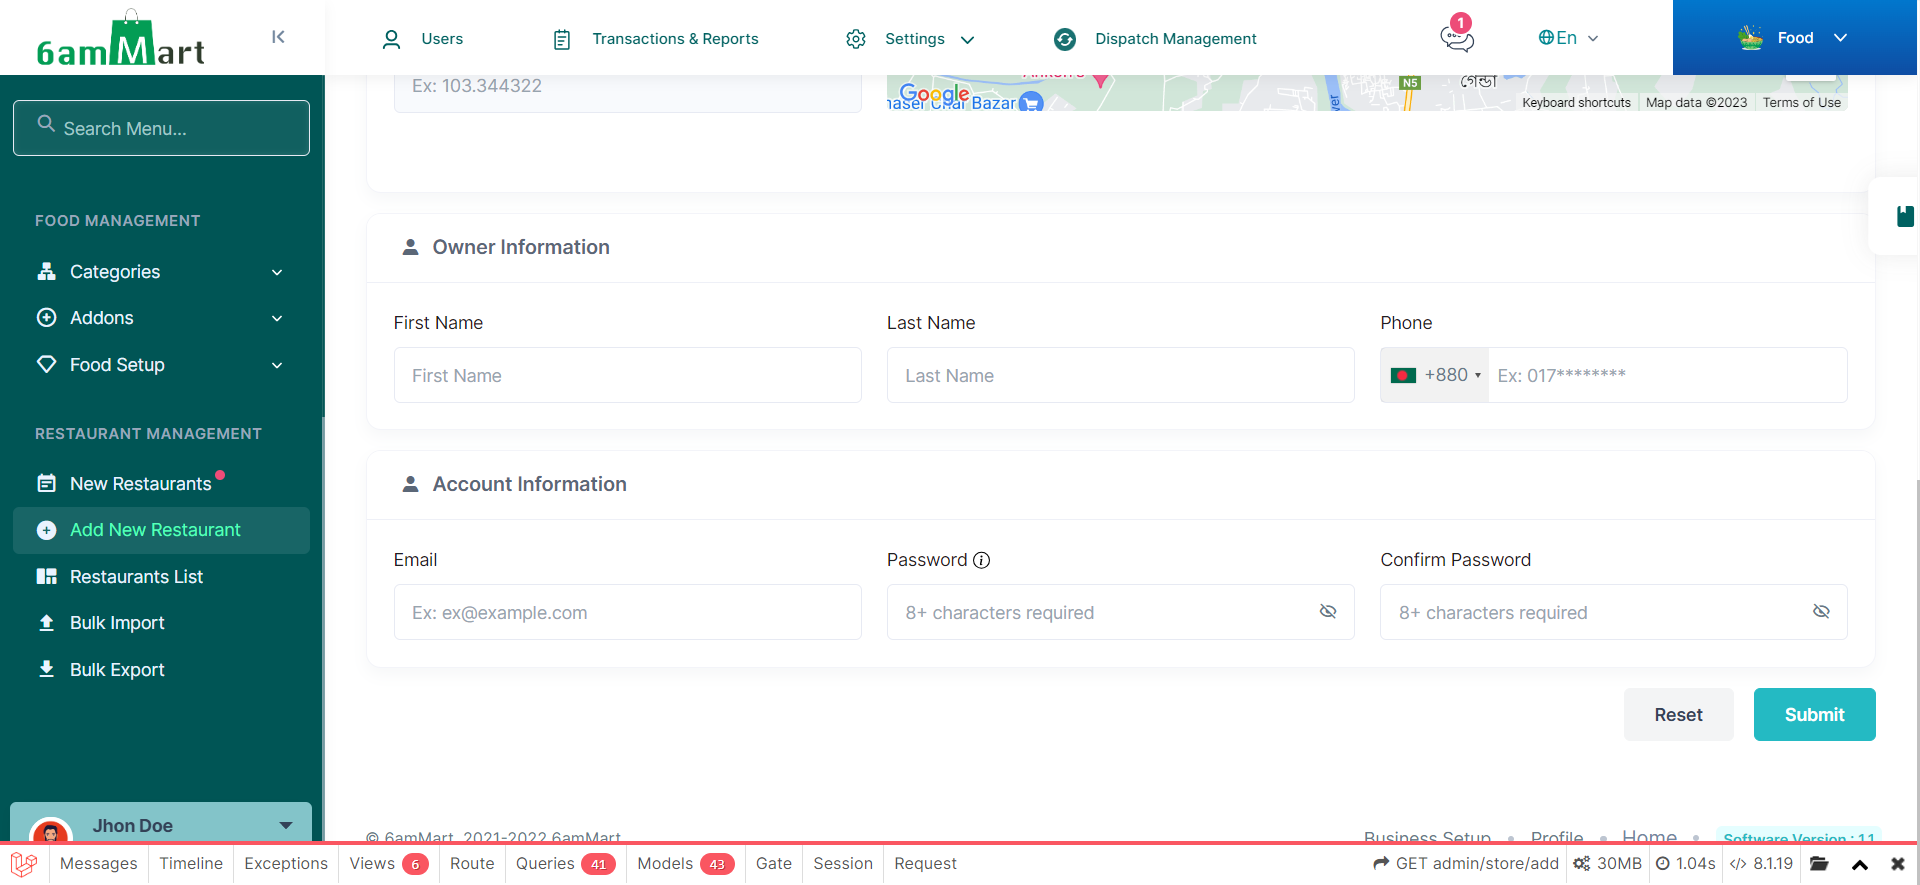 6amMart
Users
Transactions & Reports
Settings
Dispatch Management
1
En
Food
Search Menu...
FOOD MANAGEMENT
Categories
Addons
Food Setup
RESTAURANT MANAGEMENT
New Restaurants
Add New Restaurant
Restaurants List
Bulk Import
Bulk Export
Jhon Doe
Ex: 103.344322
Google
Bazar
N5
গেন্ডা
Keyboard shortcuts
Map data ©2023
Terms of Use
Owner Information
First Name
Last Name
Phone
First Name
Last Name
+880
Ex: 017********
Account Information
Email
Password
Confirm Password
Ex: ex@example.com
8+ characters required
8+ characters required
Reset
Submit
© 6amMart. 2021-2022 6amMart
Business Setup
Profile
Home
Software Version : 1.1
Messages
Timeline
Exceptions
Views 6
Route
Queries 41
Models 43
Gate
Session
Request
GET admin/store/add
30MB
1.04s
8.1.19